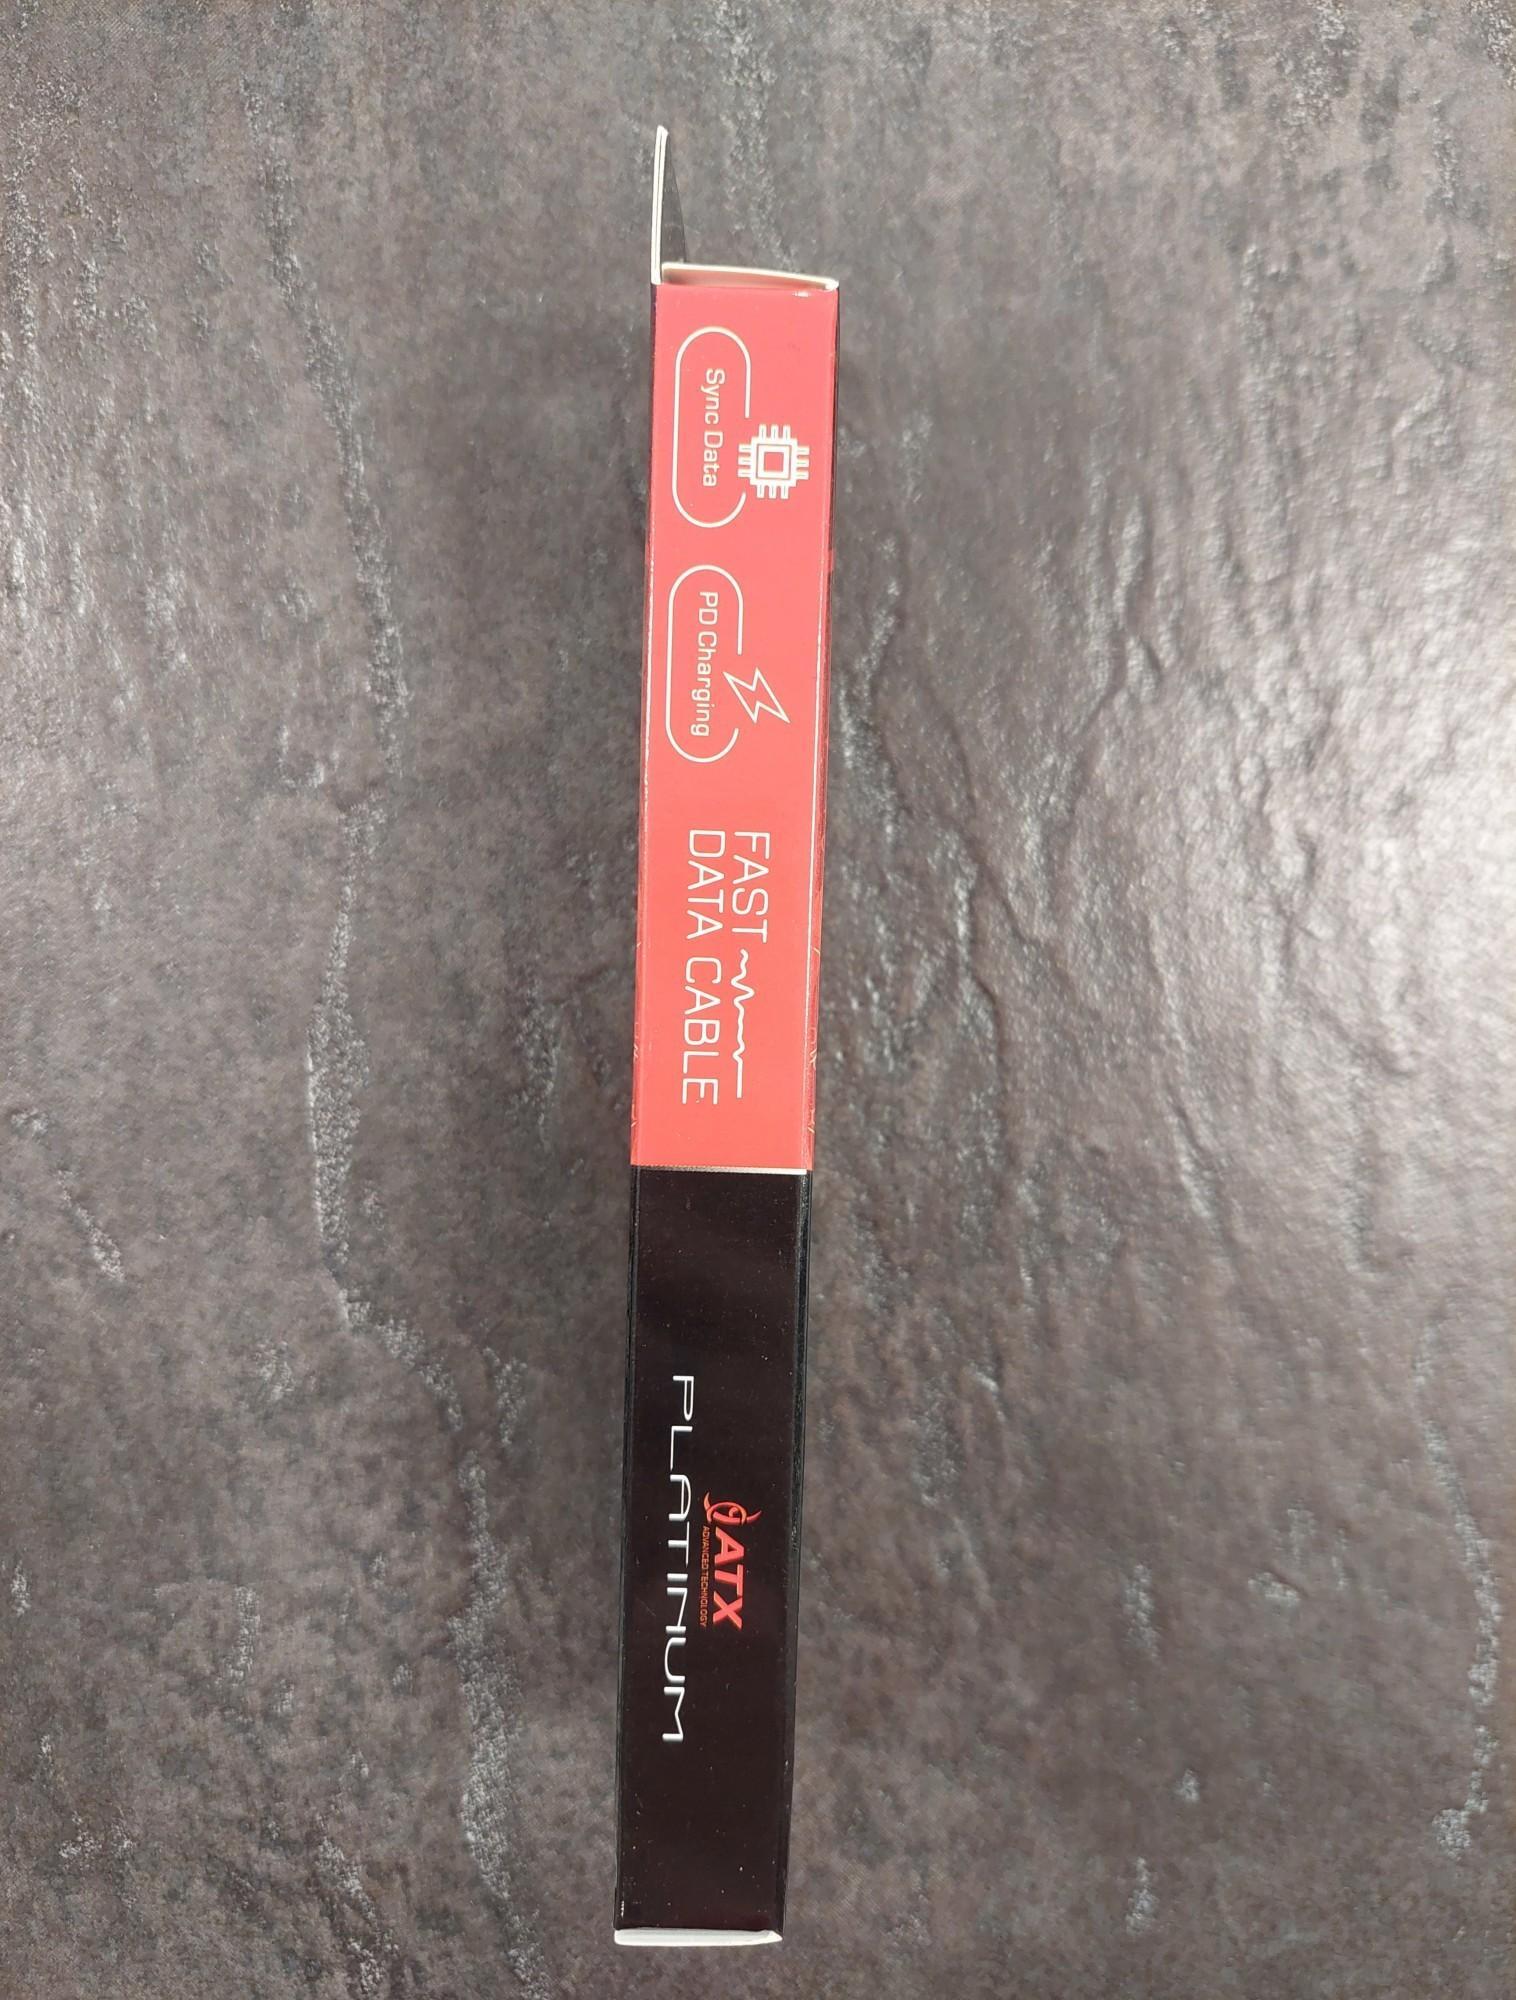 Sync Data
PD Charging
FAST
DATA CABLE
ATX
ADVANCED TECHNOLOGY
PLATINUM